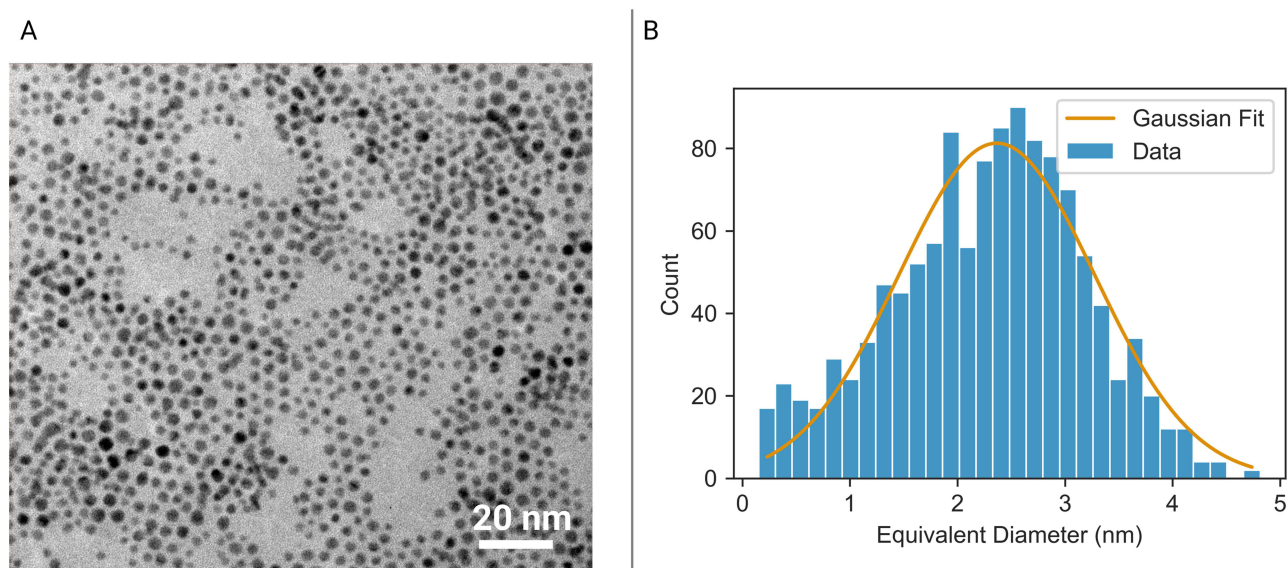 A
20 nm
B
Gaussian Fit
Data
80
60
40
20
0
Count
0 1 2 3 4 5
Equivalent Diameter (nm)